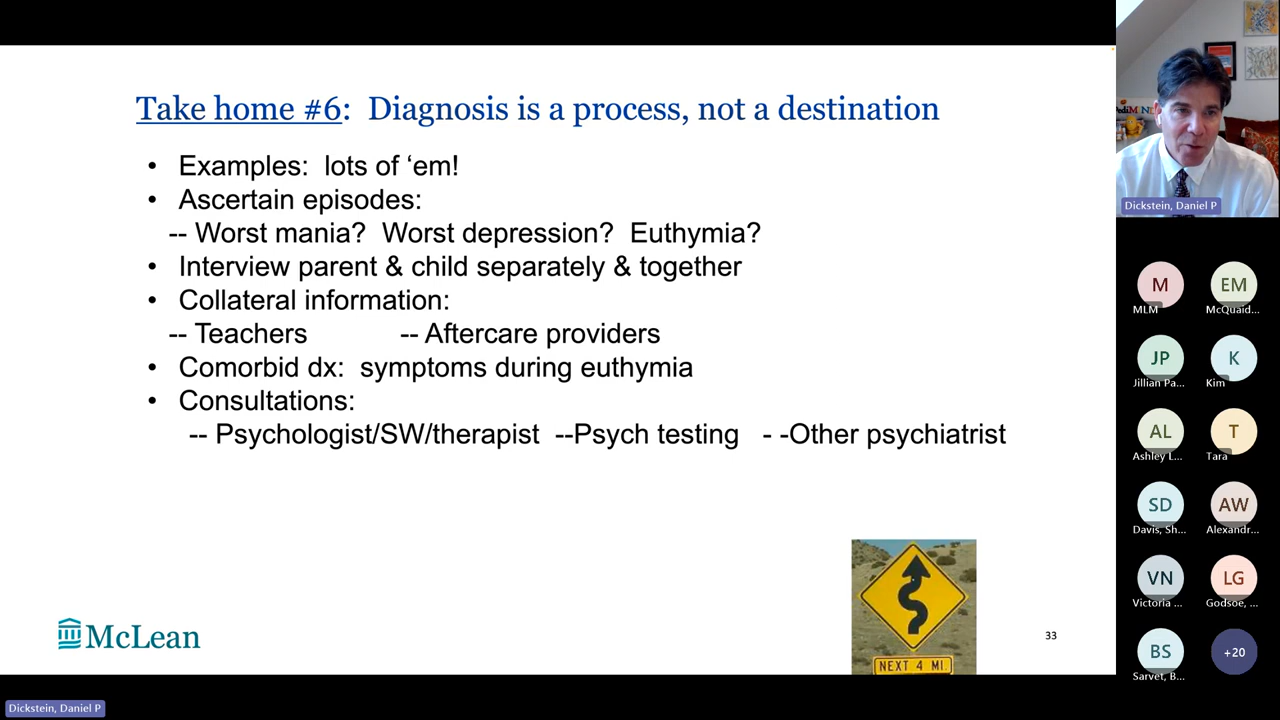 Take home #6:  Diagnosis is a process, not a destination
• Examples:  lots of ‘em!
• Ascertain episodes:
-- Worst mania?  Worst depression?  Euthymia?
• Interview parent & child separately & together
• Collateral information:
-- Teachers -- Aftercare providers
• Comorbid dx:  symptoms during euthymia
• Consultations:
-- Psychologist/SW/therapist  --Psych testing   - -Other psychiatrist
NEXT 4 MI.
McLean
33
Dickstein, Daniel P
M
MLM
EM
McQuaid...
JP
Jillian Pa...
K
Kim
AL
Ashley L...
T
Tara
SD
Davis, Sh...
AW
Alexandr...
VN
Victoria ...
LG
Godsoe, ...
BS
Sarvet, B...
+20
Dickstein, Daniel P